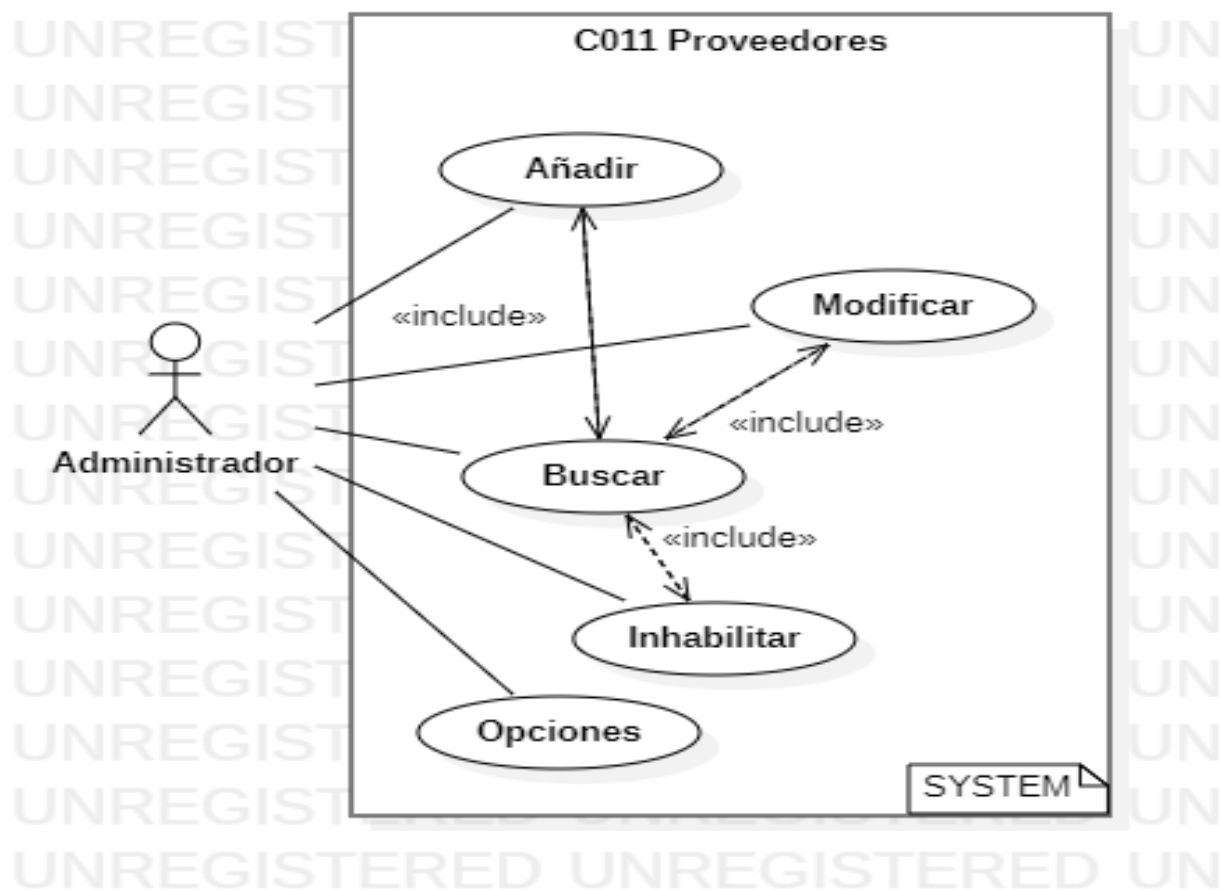 C011 Proveedores
Añadir
«include»
Modificar
«include»
Administrador
Buscar
«include»
Inhabilitar
Opciones
SYSTEM
UNREGISTERED UNREGISTERED UN